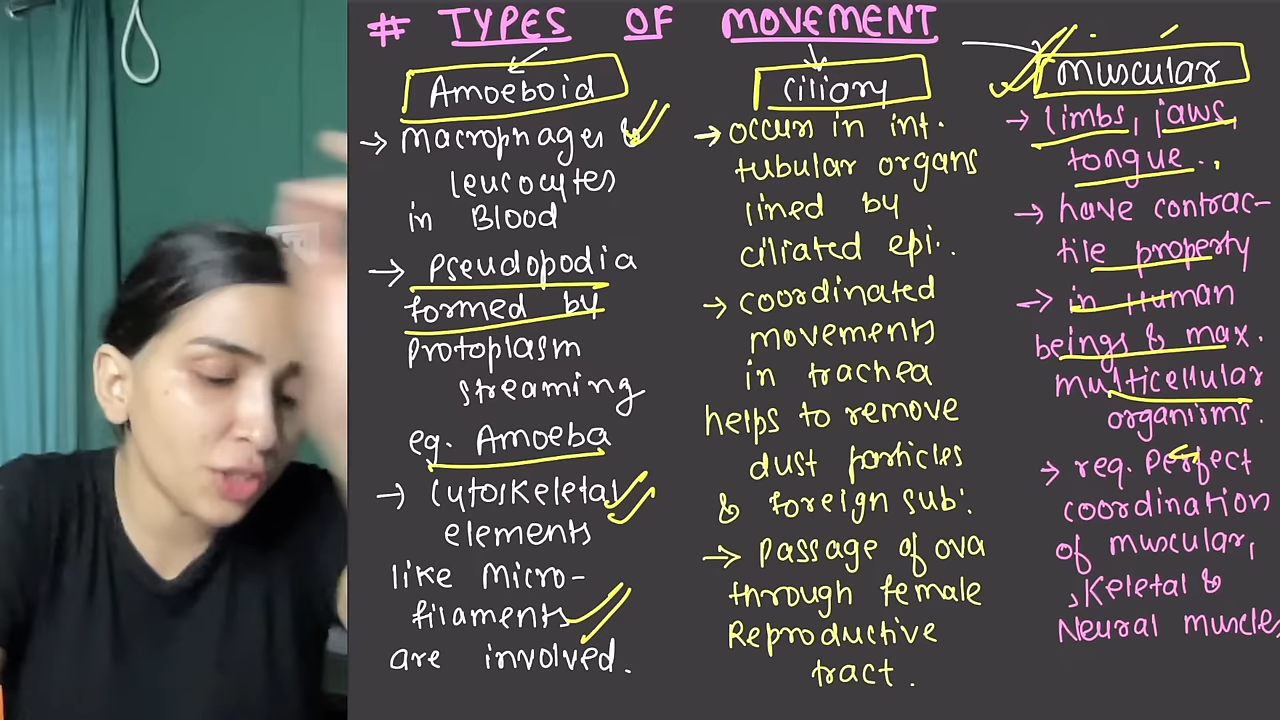 # TYPES OF MOVEMENT
Amoeboid
→ Macrophages &
leucocytes
in Blood
→ Pseudopodia
formed by
protoplasm
streaming
eg. Amoeba
→ Cytoskeletal
elements
like Micro-
filaments
are involved.
Ciliary
→ occurs in int.
tubular organs
lined by
ciliated epi.
→ coordinated
movements
in trachea
helps to remove
dust particles
& foreign sub.
→ Passage of ova
through female
Reproductive
tract.
Muscular
→ limbs, jaws,
tongue..,
→ have contrac-
tile property
→ in Human
beings & max.
multicellular
organisms.
→ req. Perfect
coordination
of muscular,
skeletal &
Neural muscles